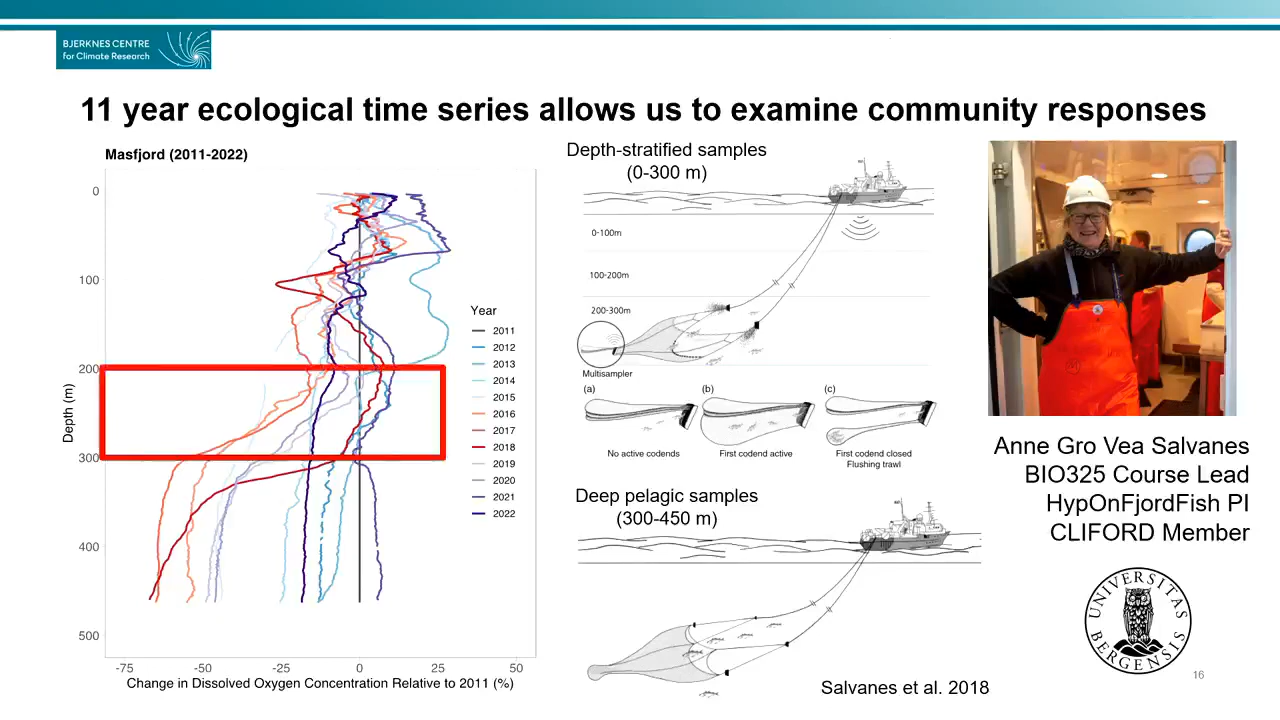 BJERKNES CENTRE
for Climate Research
11 year ecological time series allows us to examine community responses
Masfjord (2011-2022)
0
100
200
300
400
500
Depth (m)
-75
-50
-25
0
25
50
Change in Dissolved Oxygen Concentration Relative to 2011 (%)
Year
2011
2012
2013
2014
2015
2016
2017
2018
2019
2020
2021
2022
Depth-stratified samples
(0-300 m)
0-100m
100-200m
200-300m
Multisampler
(a)
(b)
(c)
No active codends
First codend active
First codend closed
Flushing trawl
Deep pelagic samples
(300-450 m)
Salvanes et al. 2018
Anne Gro Vea Salvanes
BIO325 Course Lead
HypOnFjordFish PI
CLIFORD Member
UNIVERSITAS
BERGENSIS
16